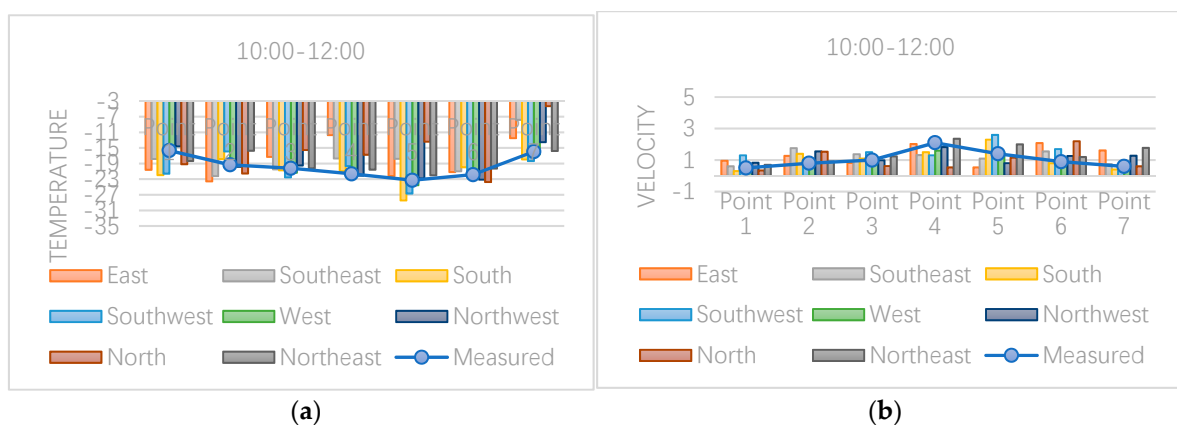 10:00-12:00
TEMPERATURE
-3
-7
-11
-15
-19
-23
-27
-31
-35
East
Southeast
South
Southwest
West
Northwest
North
Northeast
Measured
(a)
10:00-12:00
VELOCITY
5
3
1
-1
Point 1
Point 2
Point 3
Point 4
Point 5
Point 6
Point 7
East
Southeast
South
Southwest
West
Northwest
North
Northeast
Measured
(b)